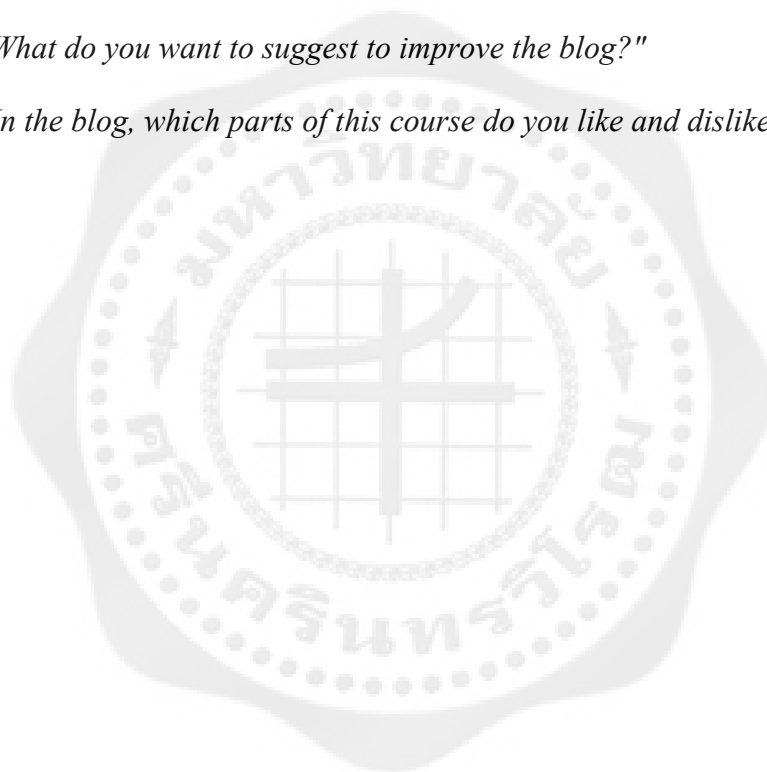 What do you want to suggest to improve the blog?"
In the blog, which parts of this course do you like and dislike
มหาวิทยาลัย
ศรีนครินทรวิโรฒ